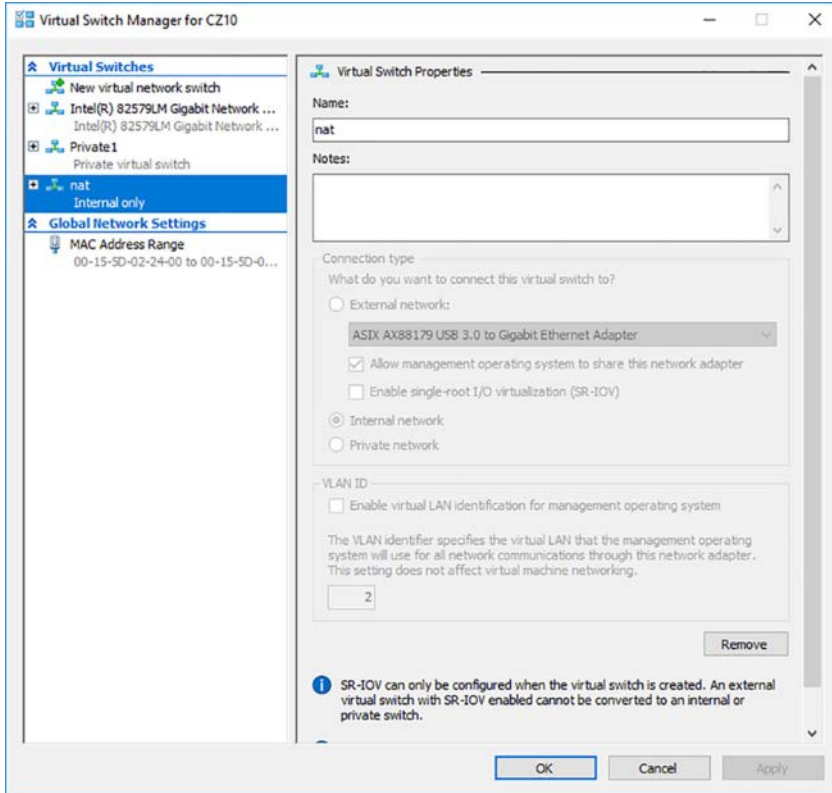 Virtual Switch Manager for CZ10
Virtual Switches
New virtual network switch
Intel(R) 82579LM Gigabit Network ...
Intel(R) 82579LM Gigabit Network ...
Private1
Private virtual switch
nat
Internal only
Global Network Settings
MAC Address Range
00-15-5D-02-24-00 to 00-15-5D-0...
Virtual Switch Properties
Name:
nat
Notes:
Connection type
What do you want to connect this virtual switch to?
External network:
ASIX AX88179 USB 3.0 to Gigabit Ethernet Adapter
Allow management operating system to share this network adapter
Enable single-root I/O virtualization (SR-IOV)
Internal network
Private network
VLAN ID
Enable virtual LAN identification for management operating system
The VLAN identifier specifies the virtual LAN that the management operating
system will use for all network communications through this network adapter.
This setting does not affect virtual machine networking.
2
Remove
SR-IOV can only be configured when the virtual switch is created. An external
virtual switch with SR-IOV enabled cannot be converted to an internal or
private switch.
OK
Cancel
Apply